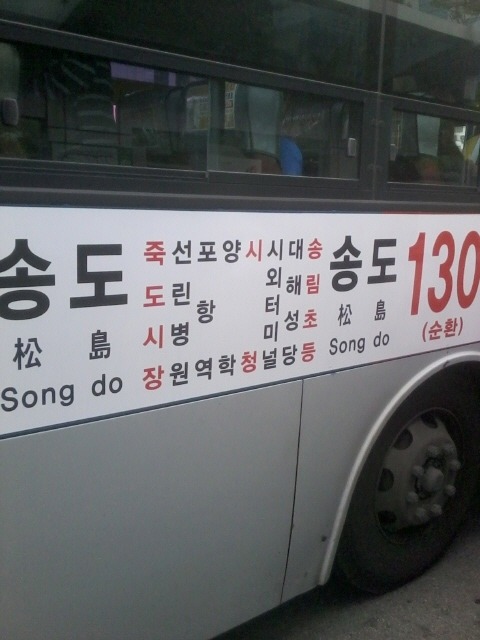 송도
松島
Song do
죽도시장
선린병원
포항역
양학
시청
시외터미널
대해성당
송림초등
송도
松島
Song do
130
(순환)